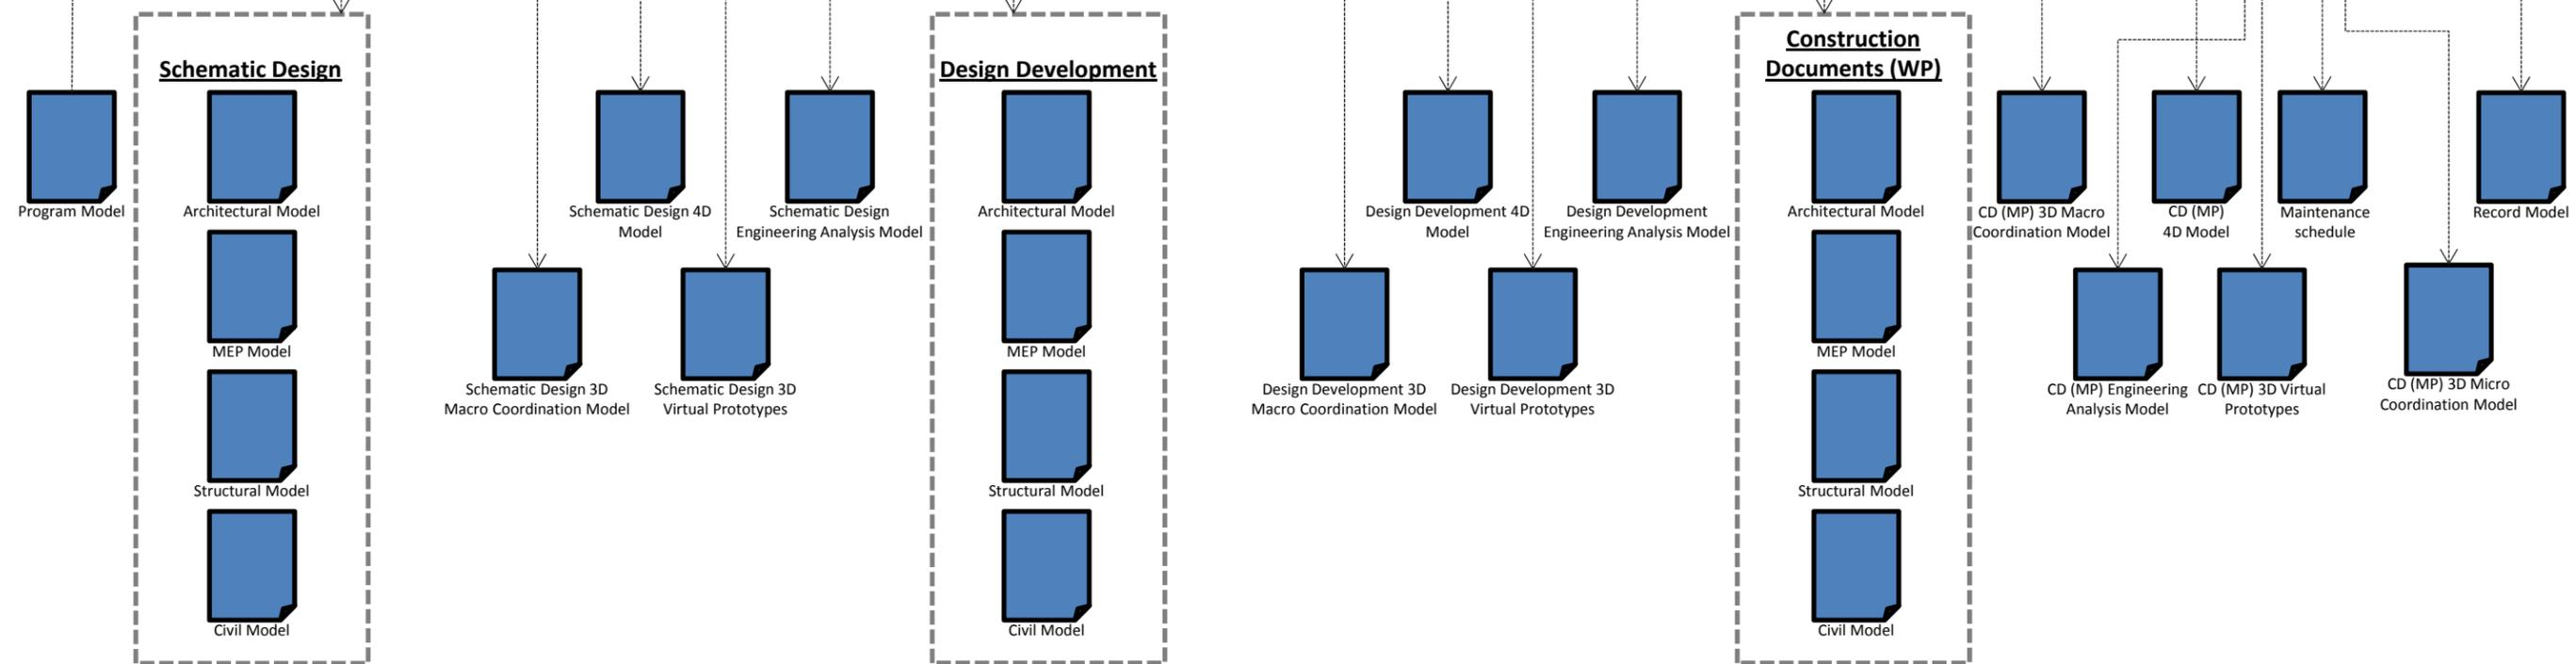 Program Model
Schematic Design
Architectural Model
MEP Model
Structural Model
Civil Model
Schematic Design 4D
Model
Schematic Design
Engineering Analysis Model
Schematic Design 3D
Macro Coordination Model
Schematic Design 3D
Virtual Prototypes
Design Development
Architectural Model
MEP Model
Structural Model
Civil Model
Design Development 4D
Model
Design Development
Engineering Analysis Model
Design Development 3D
Macro Coordination Model
Design Development 3D
Virtual Prototypes
Construction
Documents (WP)
Architectural Model
MEP Model
Structural Model
Civil Model
CD (MP) 3D Macro
Coordination Model
CD (MP)
4D Model
Maintenance
schedule
Record Model
CD (MP) Engineering
Analysis Model
CD (MP) 3D Virtual
Prototypes
CD (MP) 3D Micro
Coordination Model